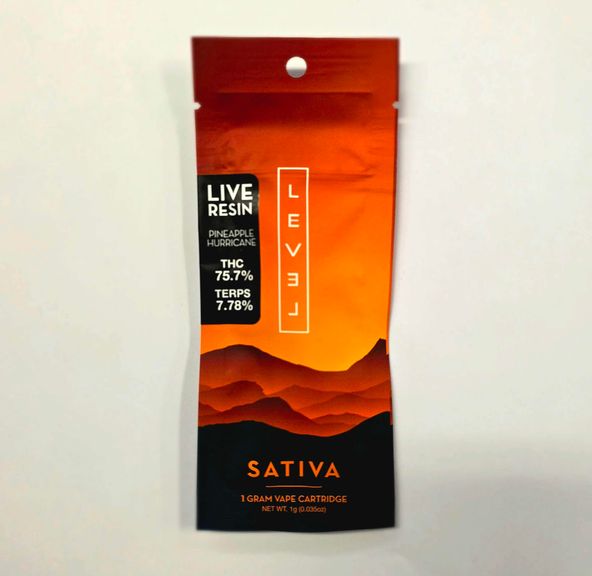 LIVE
RESIN
PINEAPPLE
HURRICANE
THC
75.7%
TERPS
7.78%
LEVEL
SATIVA
1 GRAM VAPE CARTRIDGE
NET WT. 1g (0.035oz)